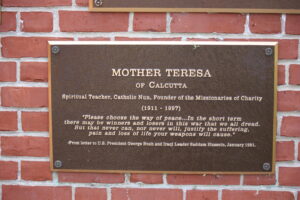 MOTHER TERESA
OF CALCUTTA
Spiritual Teacher, Catholic Nun, Founder of the Missionaries of Charity
(1911 - 1997)
"Please choose the way of peace...In the short term
there may be winners and losers in this war that we all dread.
But that never can, nor never will, justify the suffering,
pain and loss of life your weapons will cause."
(From letter to U.S. President George Bush and Iraqi Leader Saddam Hussein, January 1991.